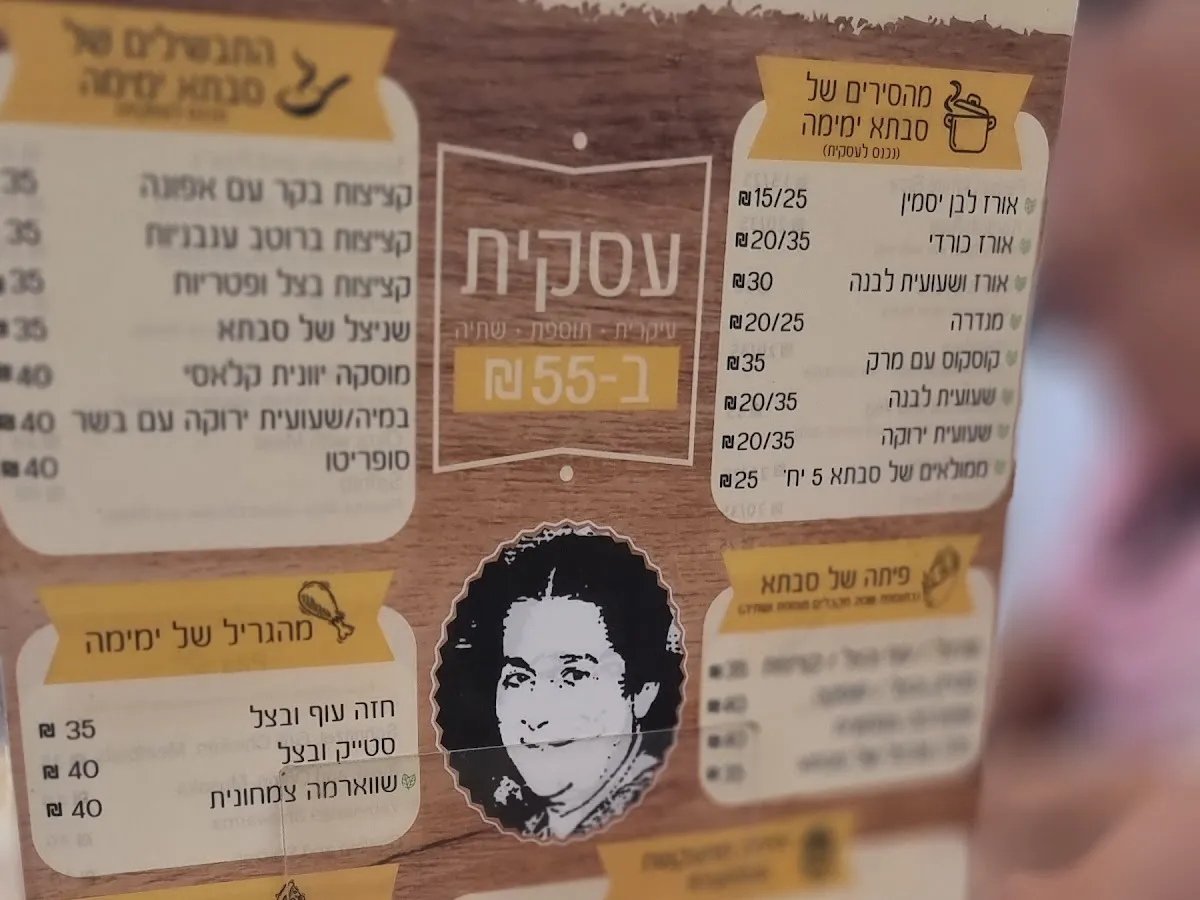 מהסירים של
סבתא ימימה
(נכנס לעסקית)
אורז לבן יסמין ₪15/25
אורז כורדי ₪20/35
אורז ושעועית לבנה ₪30
מנדרה ₪20/25
קוסקוס עם מרק ₪35
שעועית לבנה ₪20/35
שעועית ירוקה ₪20/35
ממולאים של סבתא 5 יח' ₪25
פיתה של סבתא
עסקית
עיקרית • תוספת • שתיה
ב-55₪
התבשילים של
סבתא ימימה
קציצות בקר עם אפונה 35
קציצות ברוטב עגבניות 35
קציצות בצל ופטריות ₪35
שניצל של סבתא ₪35
מוסקה יוונית קלאסי ₪40
במיה/שעועית ירוקה עם בשר ₪40
סופריטו ₪40
מהגריל של ימימה
חזה עוף ובצל ₪ 35
סטייק ובצל ₪ 40
שווארמה צמחונית ₪ 40